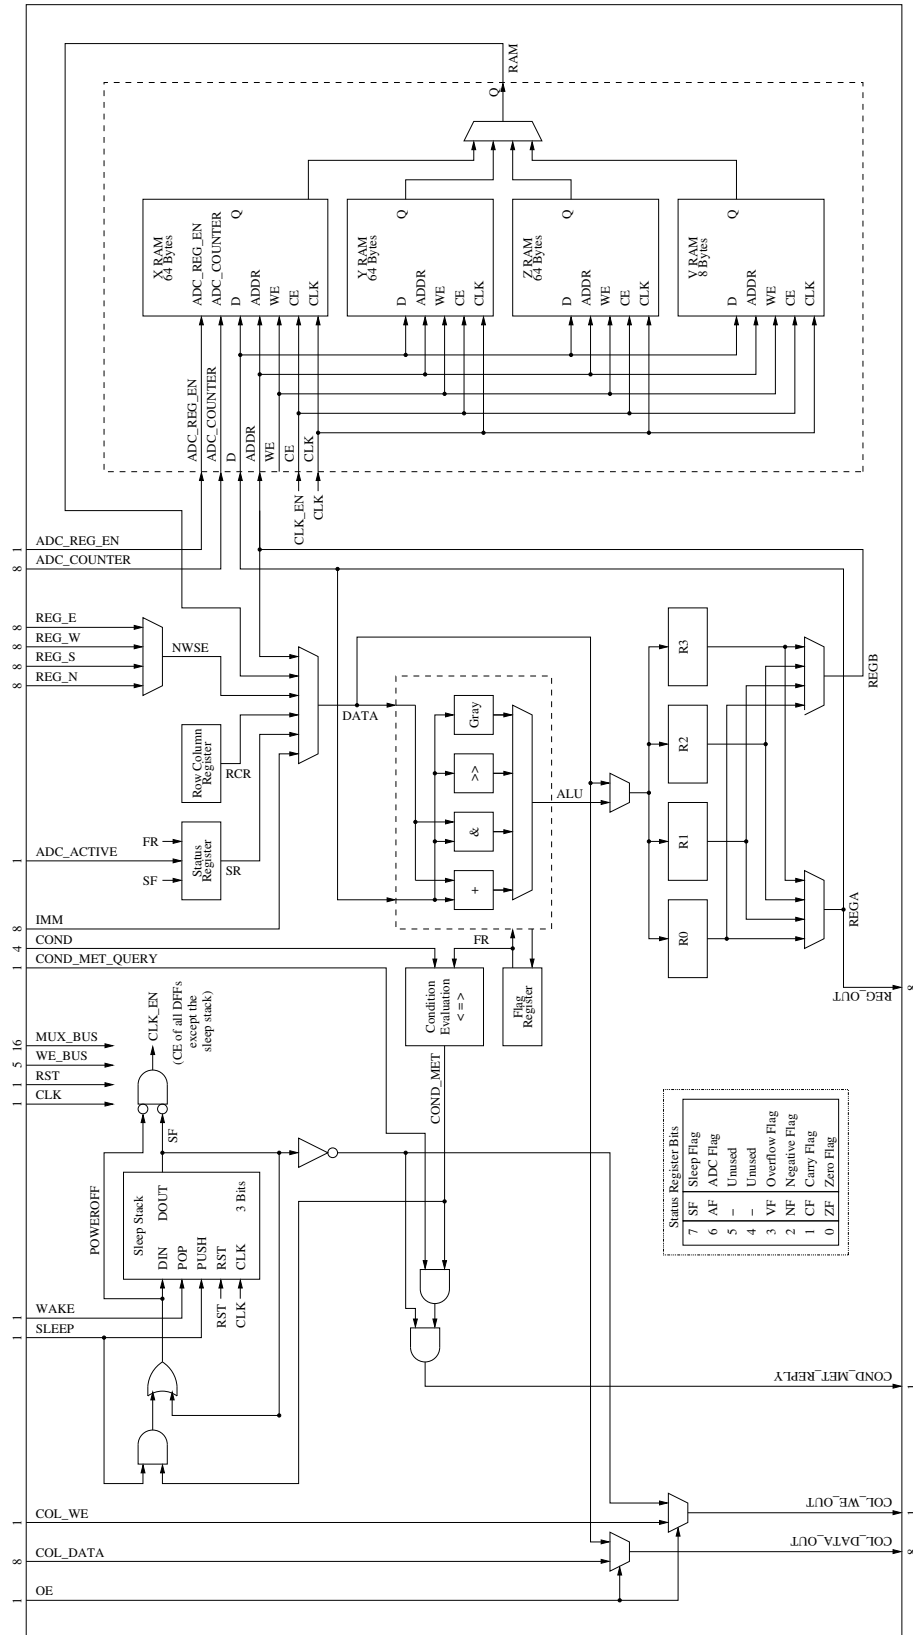 RAM
Q
X RAM
64 Bytes
ADC_REG_EN
ADC_COUNTER
Q
D
ADDR
WE
CE
CLK
Y RAM
64 Bytes
Q
D
ADDR
WE
CE
CLK
Z RAM
64 Bytes
Q
D
ADDR
WE
CE
CLK
V RAM
8 Bytes
Q
D
ADDR
WE
CE
CLK
ADC_REG_EN
ADC_COUNTER
D
ADDR
WE
CE
CLK
CLK_EN
CLK
1 ADC_REG_EN
8 ADC_COUNTER
8 REG_E
8 REG_W
8 REG_S
8 REG_N
NWSE
Row Column
Register
RCR
DATA
Gray
>>
&
+
ALU
R3
R2
R1
R0
REGB
REGA
1 ADC_ACTIVE
FR
SF
Status
Register
SR
8 IMM
4 COND
1 COND_MET_QUERY
FR
Condition
Evaluation
< = >
Flag
Register
REG_OUT 8
16 MUX_BUS
5 WE_BUS
1 RST
1 CLK
CLK_EN
(CE of all DFFs
except the
sleep stack)
COND_MET
SF
POWEROFF
Sleep Stack
DIN
DOUT
POP
PUSH
RST
CLK
3 Bits
RST
CLK
1 WAKE
1 SLEEP
Status Register Bits
7 SF Sleep Flag
6 AF ADC Flag
5 – Unused
4 – Unused
3 VF Overflow Flag
2 NF Negative Flag
1 CF Carry Flag
0 ZF Zero Flag
COND_MET_REPLY 1
1 COL_WE
COL_WE_OUT 1
8 COL_DATA
COL_DATA_OUT 8
1 OE